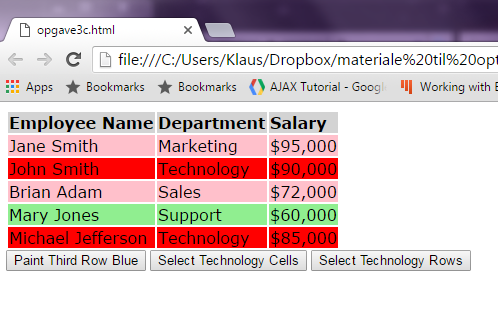 opgave3c.html
file:///C:/Users/Klaus/Dropbox/materiale%20til%20opt
Apps Bookmarks Bookmarks AJAX Tutorial - Googl Working with E
Employee Name Department Salary
Jane Smith Marketing $95,000
John Smith Technology $90,000
Brian Adam Sales $72,000
Mary Jones Support $60,000
Michael Jefferson Technology $85,000
Paint Third Row Blue Select Technology Cells Select Technology Rows